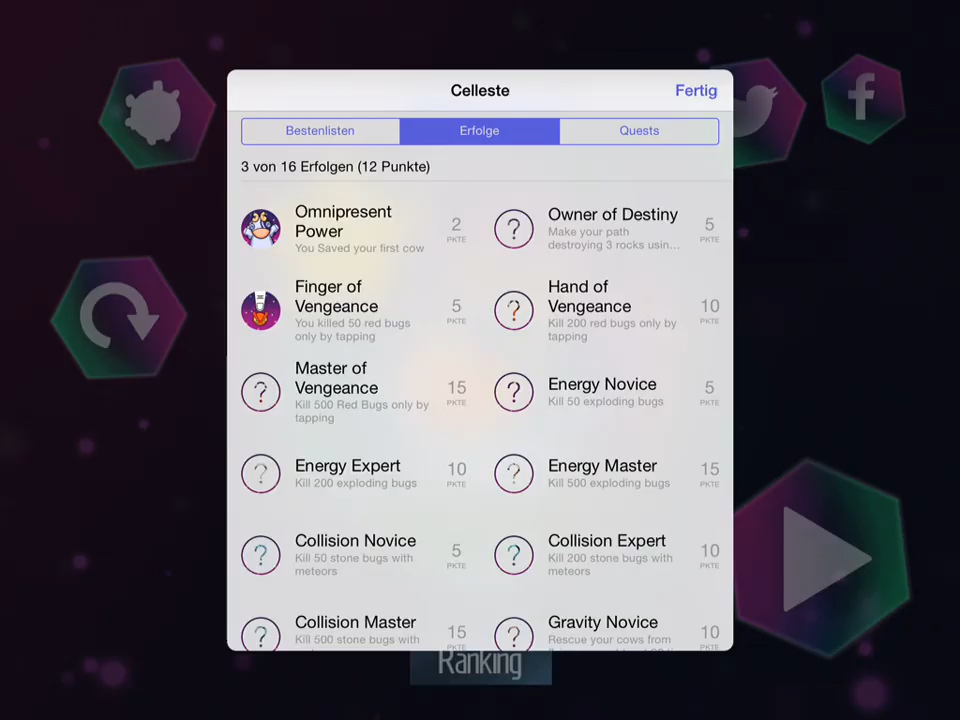 Celleste
Fertig
Bestenlisten
Erfolge
Quests
3 von 16 Erfolgen (12 Punkte)
Omnipresent
Power
You Saved your first cow
2
PKTE
Owner of Destiny
Make your path
destroying 3 rocks usin…
5
PKTE
Finger of
Vengeance
You killed 50 red bugs
only by tapping
5
PKTE
Hand of
Vengeance
Kill 200 red bugs only by
tapping
10
PKTE
Master of
Vengeance
Kill 500 Red Bugs only by
tapping
15
PKTE
Energy Novice
Kill 50 exploding bugs
5
PKTE
Energy Expert
Kill 200 exploding bugs
10
PKTE
Energy Master
Kill 500 exploding bugs
15
PKTE
Collision Novice
Kill 50 stone bugs with
meteors
5
PKTE
Collision Expert
Kill 200 stone bugs with
meteors
10
PKTE
Collision Master
Kill 500 stone bugs with
15
PKTE
Gravity Novice
Rescue your cows from
10
PKTE
Ranking